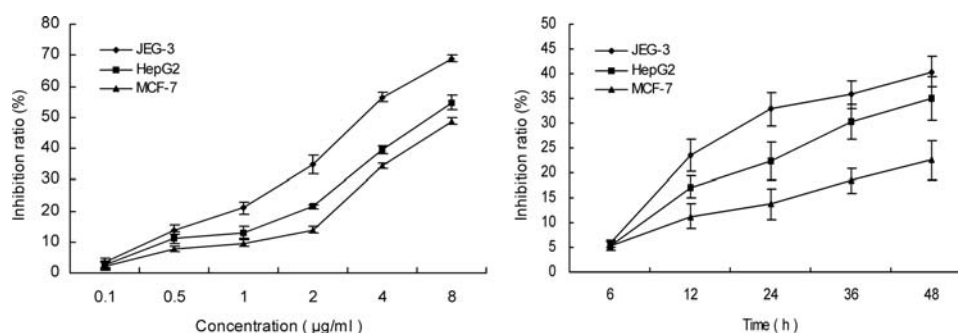 80
70
60
50
40
30
20
10
0
Inhibition ratio (%)
JEG-3
HepG2
MCF-7
0.1 0.5 1 2 4 8
Concentration ( μg/ml )
50
45
40
35
30
25
20
15
10
5
0
Inhibition ratio (%)
JEG-3
HepG2
MCF-7
6 12 24 36 48
Time ( h )